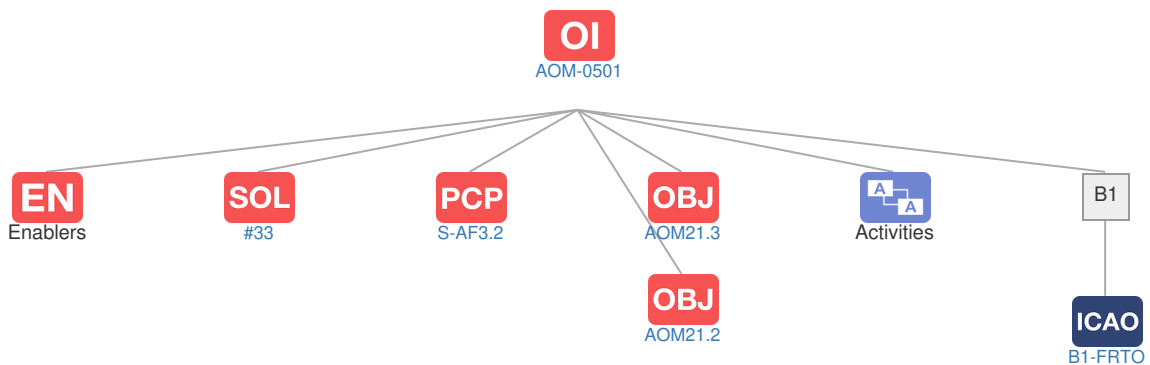 OI
AOM-0501
EN
Enablers
SOL
#33
PCP
S-AF3.2
OBJ
AOM21.3
A
A
Activities
B1
OBJ
AOM21.2
ICAO
B1-FRTO